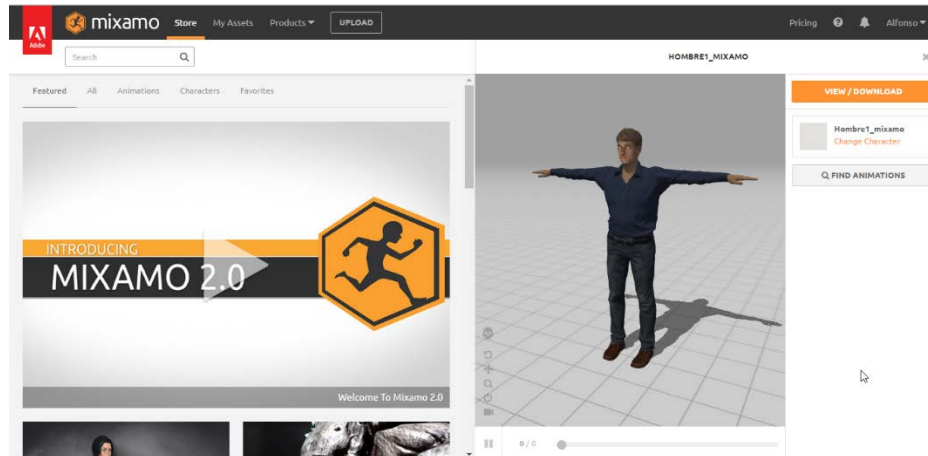 mixamo Store My Assets Products UPLOAD Pricing Alfonso
Adobe
Search
HOMBRE1_MIXAMO
Featured All Animations Characters Favorites
VIEW / DOWNLOAD
Hombre1_mixamo
Change Character
FIND ANIMATIONS
INTRODUCING
MIXAMO 2.0
Welcome To Mixamo 2.0
0 / 0